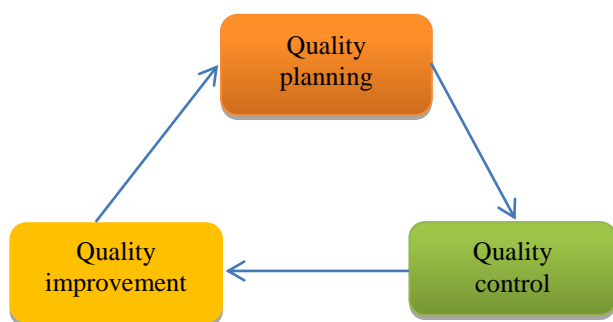 Quality
planning
Quality
improvement
Quality
control